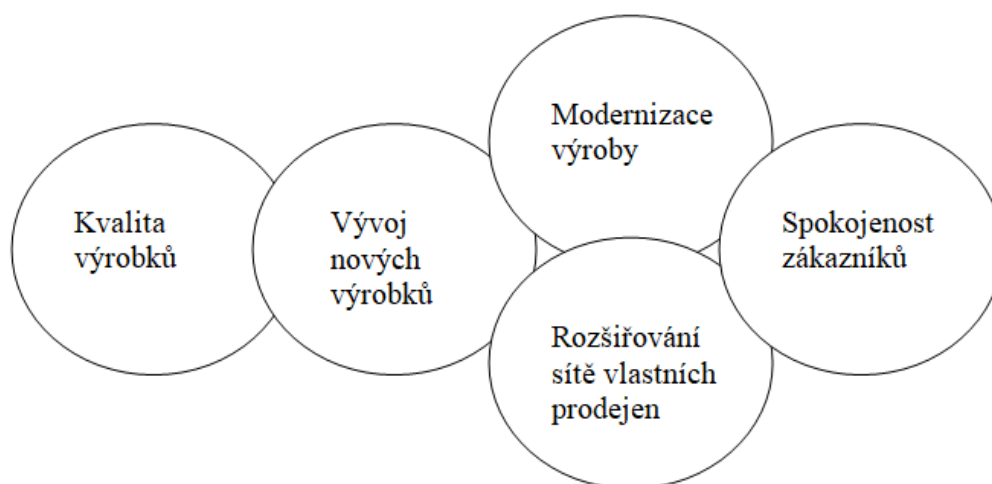 Kvalita
výrobků
Vývoj
nových
výrobků
Modernizace
výroby
Rozšiřování
sítě vlastních
prodejen
Spokojenost
zákazníků